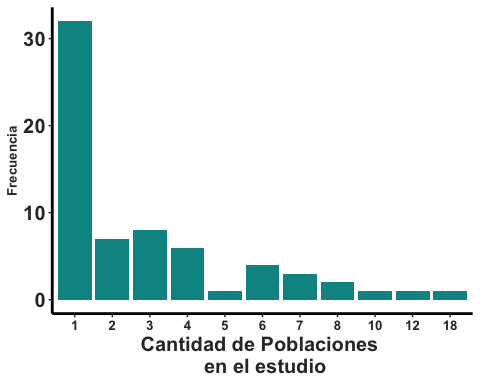 30
20
10
0
Frecuencia
1 2 3 4 5 6 7 8 10 12 18
Cantidad de Poblaciones
en el estudio